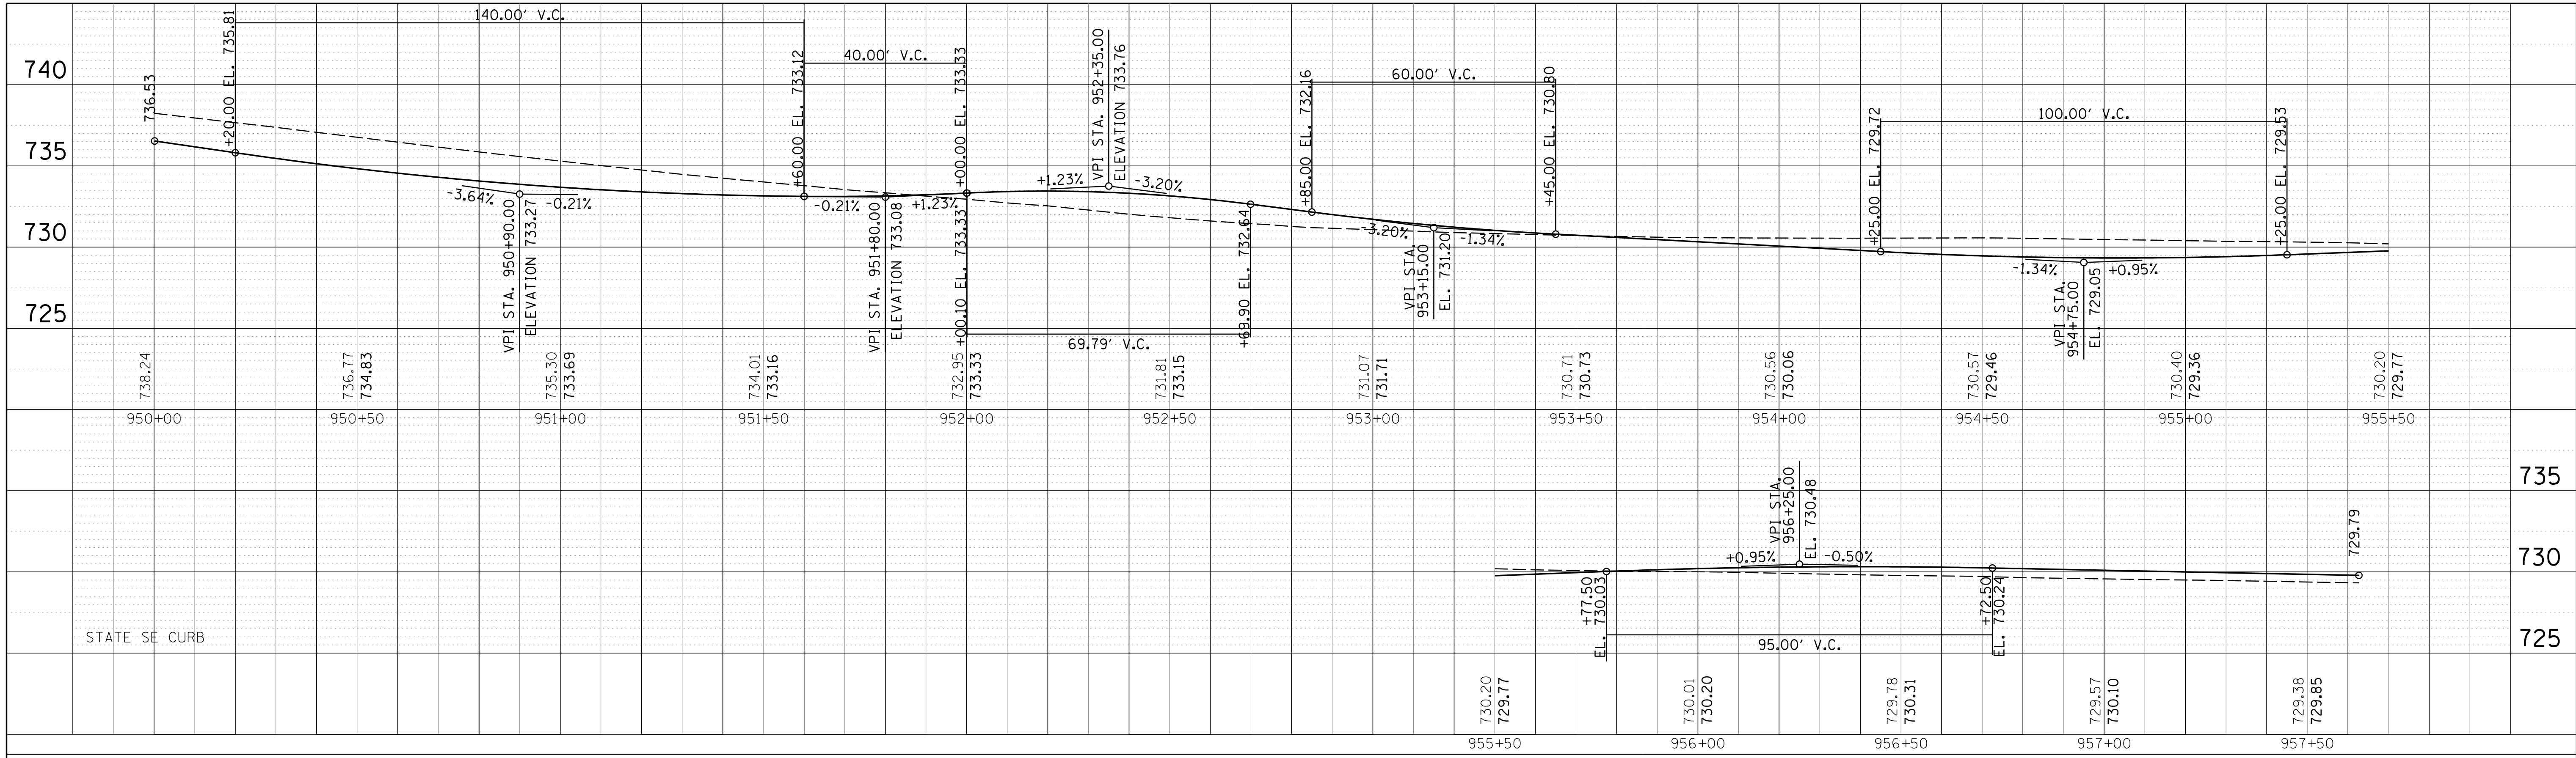 140.00' V.C.
40.00' V.C.
60.00' V.C.
100.00' V.C.
740
735
730
725
736.53
+20.00 EL. 735.81
-3.64%
-0.21%
VPI STA. 950+90.00
ELEVATION 733.27
+60.00 EL. 733.12
-0.21%
+1.23%
VPI STA. 951+80.00
ELEVATION 733.08
+00.00 EL. 733.33
+00.10 EL. 733.33
+1.23%
-3.20%
VPI STA. 952+35.00
ELEVATION 733.76
+69.90 EL. 732.64
69.79' V.C.
+85.00 EL. 732.16
-3.20%
-1.34%
VPI STA.
953+15.00
EL. 731.20
+45.00 EL. 730.80
+25.00 EL. 729.72
-1.34%
+0.95%
VPI STA.
954+75.00
EL. 729.05
+25.00 EL. 729.53
738.24
736.77
734.83
735.30
733.69
734.01
733.16
732.95
733.33
731.81
733.15
731.07
731.71
730.71
730.73
730.56
730.06
730.57
729.46
730.40
729.36
730.20
729.77
950+00
950+50
951+00
951+50
952+00
952+50
953+00
953+50
954+00
954+50
955+00
955+50
735
730
725
VPI STA.
956+25.00
EL. 730.48
+0.95%
-0.50%
+77.50
EL. 730.03
+72.50
EL. 730.24
95.00' V.C.
729.79
STATE SE CURB
730.20
729.77
730.01
730.20
729.78
730.31
729.57
730.10
729.38
729.85
955+50
956+00
956+50
957+00
957+50